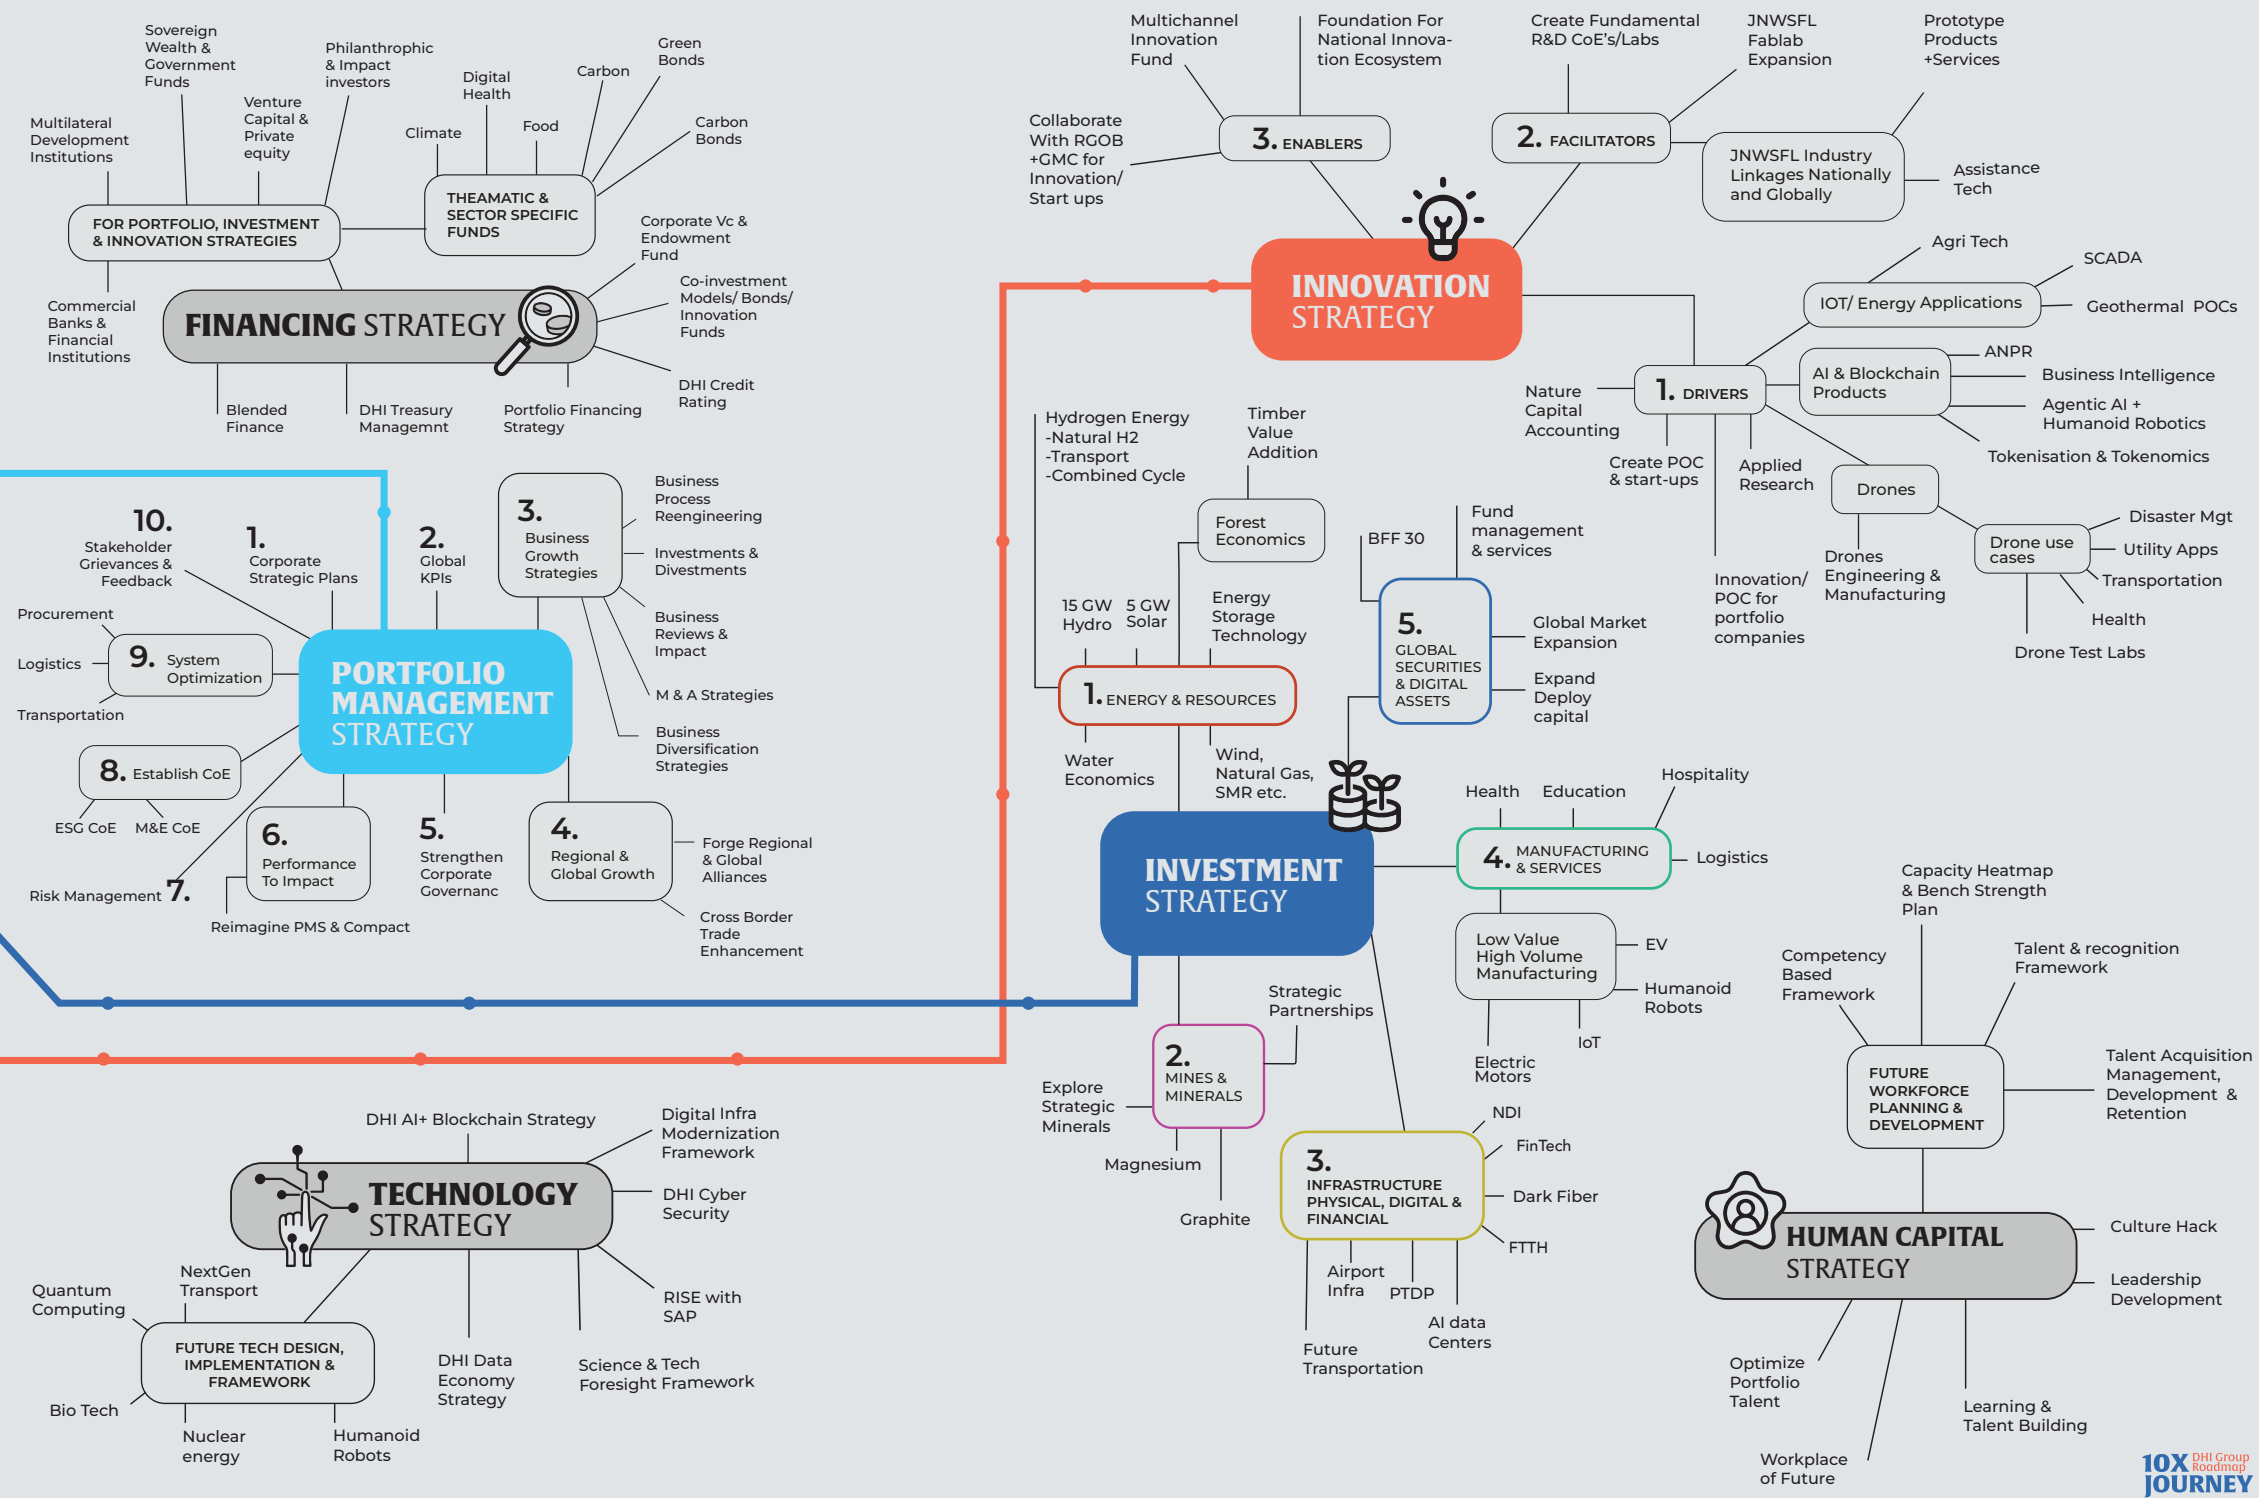 Sovereign
Wealth &
Government
Funds
Philanthrophic
& Impact
investors
Green
Bonds
Carbon
Digital
Health
Venture
Capital &
Private
equity
Multilateral
Development
Institutions
Climate
Food
Carbon
Bonds
FOR PORTFOLIO, INVESTMENT
& INNOVATION STRATEGIES
THEAMATIC &
SECTOR SPECIFIC
FUNDS
Corporate Vc &
Endowment
Fund
Co-investment
Models/ Bonds/
Innovation
Funds
Commercial
Banks &
Financial
Institutions
FINANCING STRATEGY
DHI Credit
Rating
Blended
Finance
DHI Treasury
Managemnt
Portfolio Financing
Strategy
10.
Stakeholder
Grievances &
Feedback
1.
Corporate
Strategic Plans
2.
Global
KPIs
3.
Business
Growth
Strategies
Business
Process
Reengineering
Investments &
Divestments
Business
Reviews &
Impact
M & A Strategies
Business
Diversification
Strategies
Procurement
Logistics
Transportation
9. System
Optimization
PORTFOLIO
MANAGEMENT
STRATEGY
8. Establish CoE
ESG CoE
M&E CoE
Risk Management 7.
6.
Performance
To Impact
Reimagine PMS & Compact
5.
Strengthen
Corporate
Governanc
4.
Regional &
Global Growth
Forge Regional
& Global
Alliances
Cross Border
Trade
Enhancement
DHI AI+ Blockchain Strategy
Digital Infra
Modernization
Framework
TECHNOLOGY
STRATEGY
DHI Cyber
Security
RISE with
SAP
Science & Tech
Foresight Framework
DHI Data
Economy
Strategy
Quantum
Computing
NextGen
Transport
FUTURE TECH DESIGN,
IMPLEMENTATION &
FRAMEWORK
Bio Tech
Nuclear
energy
Humanoid
Robots
Multichannel
Innovation
Fund
Foundation For
National Innova-
tion Ecosystem
Create Fundamental
R&D CoE's/Labs
JNWSFL
Fablab
Expansion
Prototype
Products
+Services
Collaborate
With RGOB
+GMC for
Innovation/
Start ups
3. ENABLERS
2. FACILITATORS
JNWSFL Industry
Linkages Nationally
and Globally
Assistance
Tech
INNOVATION
STRATEGY
Agri Tech
SCADA
IOT/ Energy Applications
Geothermal POCs
1. DRIVERS
AI & Blockchain
Products
ANPR
Business Intelligence
Agentic AI +
Humanoid Robotics
Tokenisation & Tokenomics
Nature
Capital
Accounting
Create POC
& start-ups
Applied
Research
Innovation/
POC for
portfolio
companies
Drones
Drones
Engineering &
Manufacturing
Drone use
cases
Disaster Mgt
Utility Apps
Transportation
Health
Drone Test Labs
Hydrogen Energy
-Natural H2
-Transport
-Combined Cycle
Timber
Value
Addition
Forest
Economics
15 GW
Hydro
5 GW
Solar
Energy
Storage
Technology
1. ENERGY & RESOURCES
Water
Economics
Wind,
Natural Gas,
SMR etc.
BFF 30
Fund
management
& services
5.
GLOBAL
SECURITIES
& DIGITAL
ASSETS
Global Market
Expansion
Expand
Deploy
capital
INVESTMENT
STRATEGY
Health
Education
Hospitality
4. MANUFACTURING
& SERVICES
Logistics
Low Value
High Volume
Manufacturing
EV
Humanoid
Robots
IoT
Electric
Motors
Strategic
Partnerships
2.
MINES &
MINERALS
Explore
Strategic
Minerals
Magnesium
Graphite
3.
INFRASTRUCTURE
PHYSICAL, DIGITAL &
FINANCIAL
NDI
FinTech
Dark Fiber
FTTH
Airport
Infra
PTDP
AI data
Centers
Future
Transportation
Capacity Heatmap
& Bench Strength
Plan
Competency
Based
Framework
Talent & recognition
Framework
FUTURE
WORKFORCE
PLANNING &
DEVELOPMENT
Talent Acquisition
Management,
Development &
Retention
HUMAN CAPITAL
STRATEGY
Culture Hack
Leadership
Development
Optimize
Portfolio
Talent
Learning &
Talent Building
Workplace
of Future
10X DHI Group
Roadmap
JOURNEY